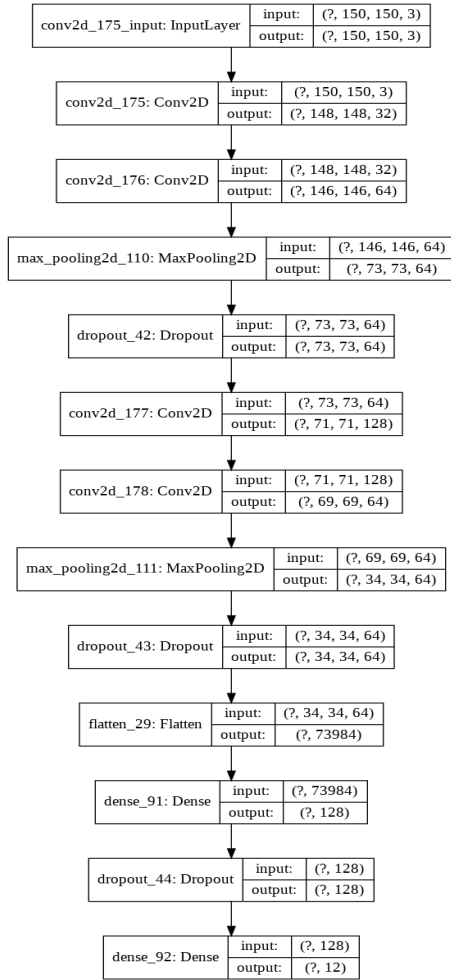 conv2d_175_input: InputLayer input: (?, 150, 150, 3)
output: (?, 150, 150, 3)
conv2d_175: Conv2D input: (?, 150, 150, 3)
output: (?, 148, 148, 32)
conv2d_176: Conv2D input: (?, 148, 148, 32)
output: (?, 146, 146, 64)
max_pooling2d_110: MaxPooling2D input: (?, 146, 146, 64)
output: (?, 73, 73, 64)
dropout_42: Dropout input: (?, 73, 73, 64)
output: (?, 73, 73, 64)
conv2d_177: Conv2D input: (?, 73, 73, 64)
output: (?, 71, 71, 128)
conv2d_178: Conv2D input: (?, 71, 71, 128)
output: (?, 69, 69, 64)
max_pooling2d_111: MaxPooling2D input: (?, 69, 69, 64)
output: (?, 34, 34, 64)
dropout_43: Dropout input: (?, 34, 34, 64)
output: (?, 34, 34, 64)
flatten_29: Flatten input: (?, 34, 34, 64)
output: (?, 73984)
dense_91: Dense input: (?, 73984)
output: (?, 128)
dropout_44: Dropout input: (?, 128)
output: (?, 128)
dense_92: Dense input: (?, 128)
output: (?, 12)